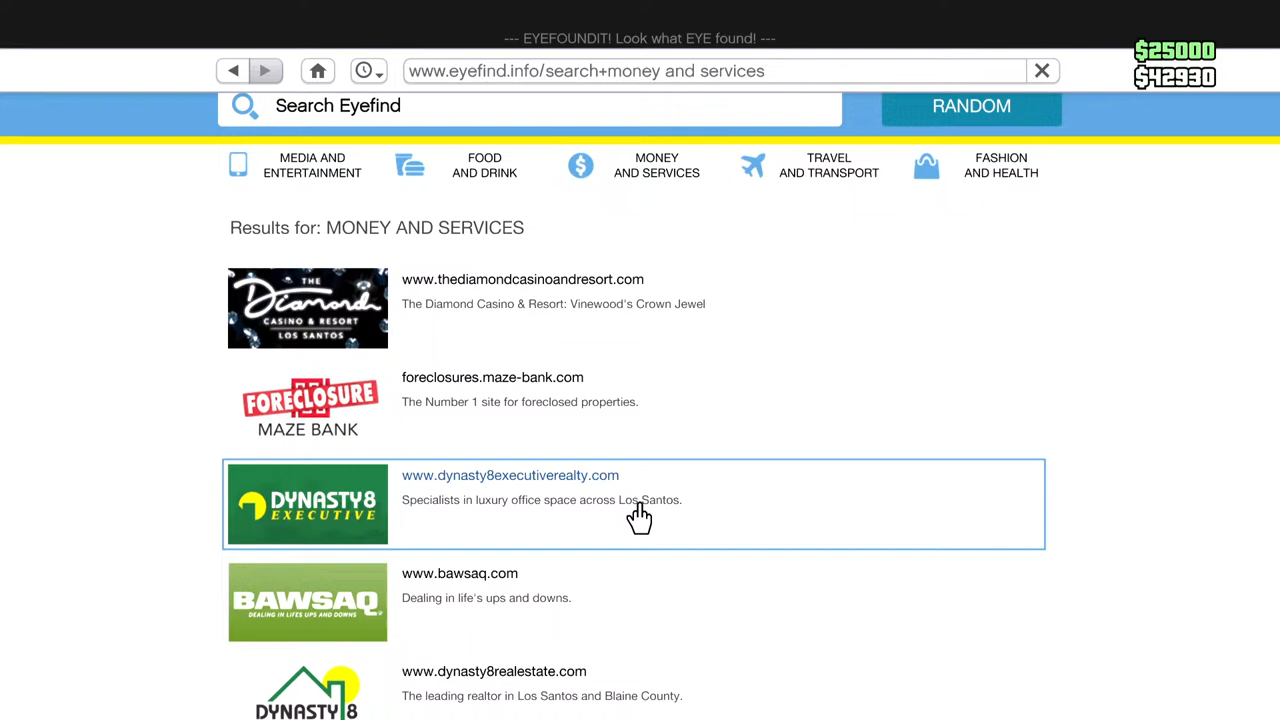 --- EYEFOUNDIT! Look what EYE found! ---
$25000
$42930
www.eyefind.info/search+money and services
Search Eyefind
RANDOM
MEDIA AND
ENTERTAINMENT
FOOD
AND DRINK
MONEY
AND SERVICES
TRAVEL
AND TRANSPORT
FASHION
AND HEALTH
Results for: MONEY AND SERVICES
THE
Diamond
CASINO & RESORT
LOS SANTOS
www.thediamondcasinoandresort.com
The Diamond Casino & Resort: Vinewood's Crown Jewel
FORECLOSURE
MAZE BANK
foreclosures.maze-bank.com
The Number 1 site for foreclosed properties.
DYNASTY8
EXECUTIVE
www.dynasty8executiverealty.com
Specialists in luxury office space across Los Santos.
BAWSAQ
DEALING IN LIFE'S UPS AND DOWNS
www.bawsaq.com
Dealing in life's ups and downs.
DYNASTY 8
www.dynasty8realestate.com
The leading realtor in Los Santos and Blaine County.